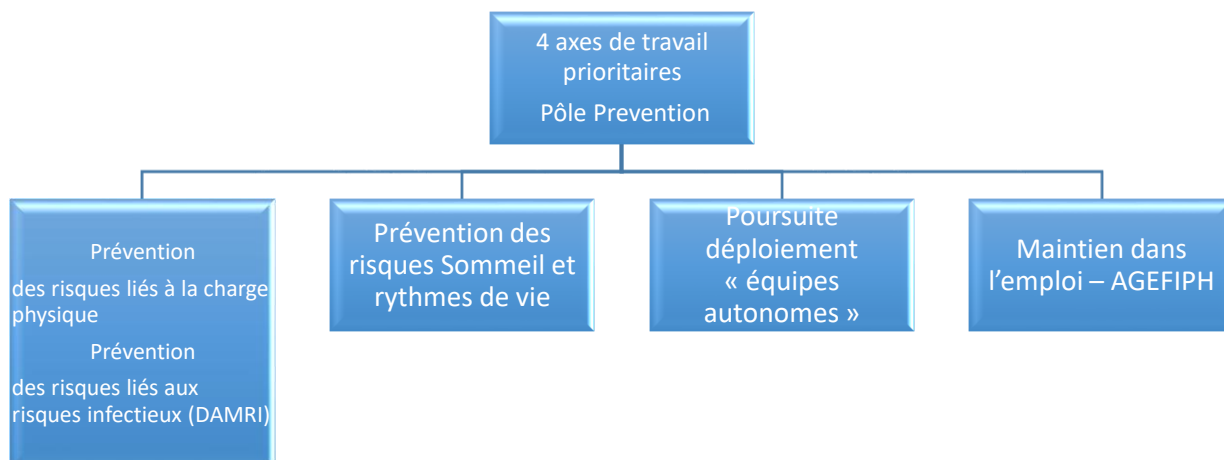 4 axes de travail
prioritaires
Pôle Prevention
Prévention
des risques liés à la charge
physique
Prévention
des risques liés aux
risques infectieux (DAMRI)
Prévention des
risques Sommeil et
rythmes de vie
Poursuite
déploiement
« équipes
autonomes »
Maintien dans
l’emploi – AGEFIPH